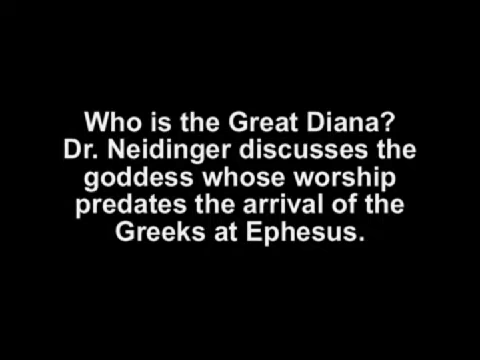 Who is the Great Diana?
Dr. Neidinger discusses the
goddess whose worship
predates the arrival of the
Greeks at Ephesus.